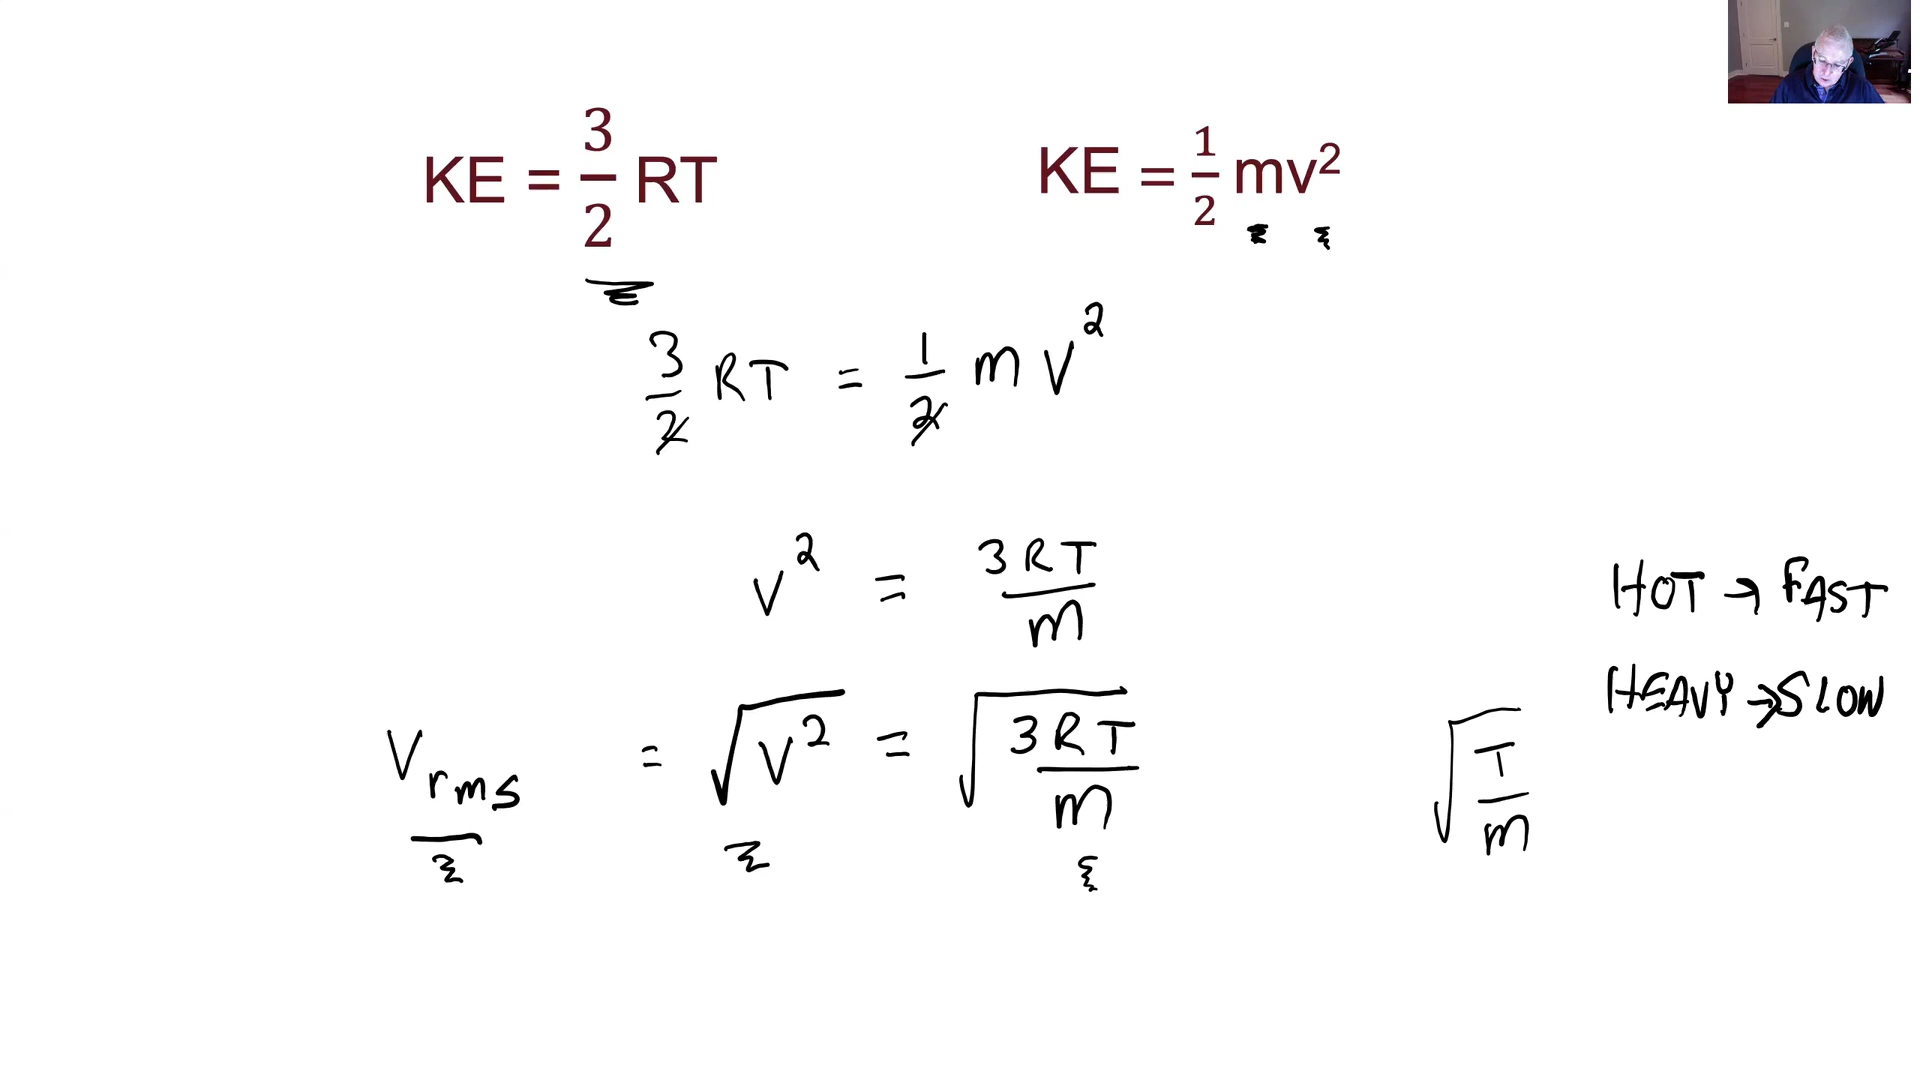 KE = 3/2 RT
KE = 1/2 mv²
3/2 RT = 1/2 m v²
v² = 3RT/m
HOT → FAST
HEAVY → SLOW
Vrms = √v² = √(3RT/m)
√(T/m)